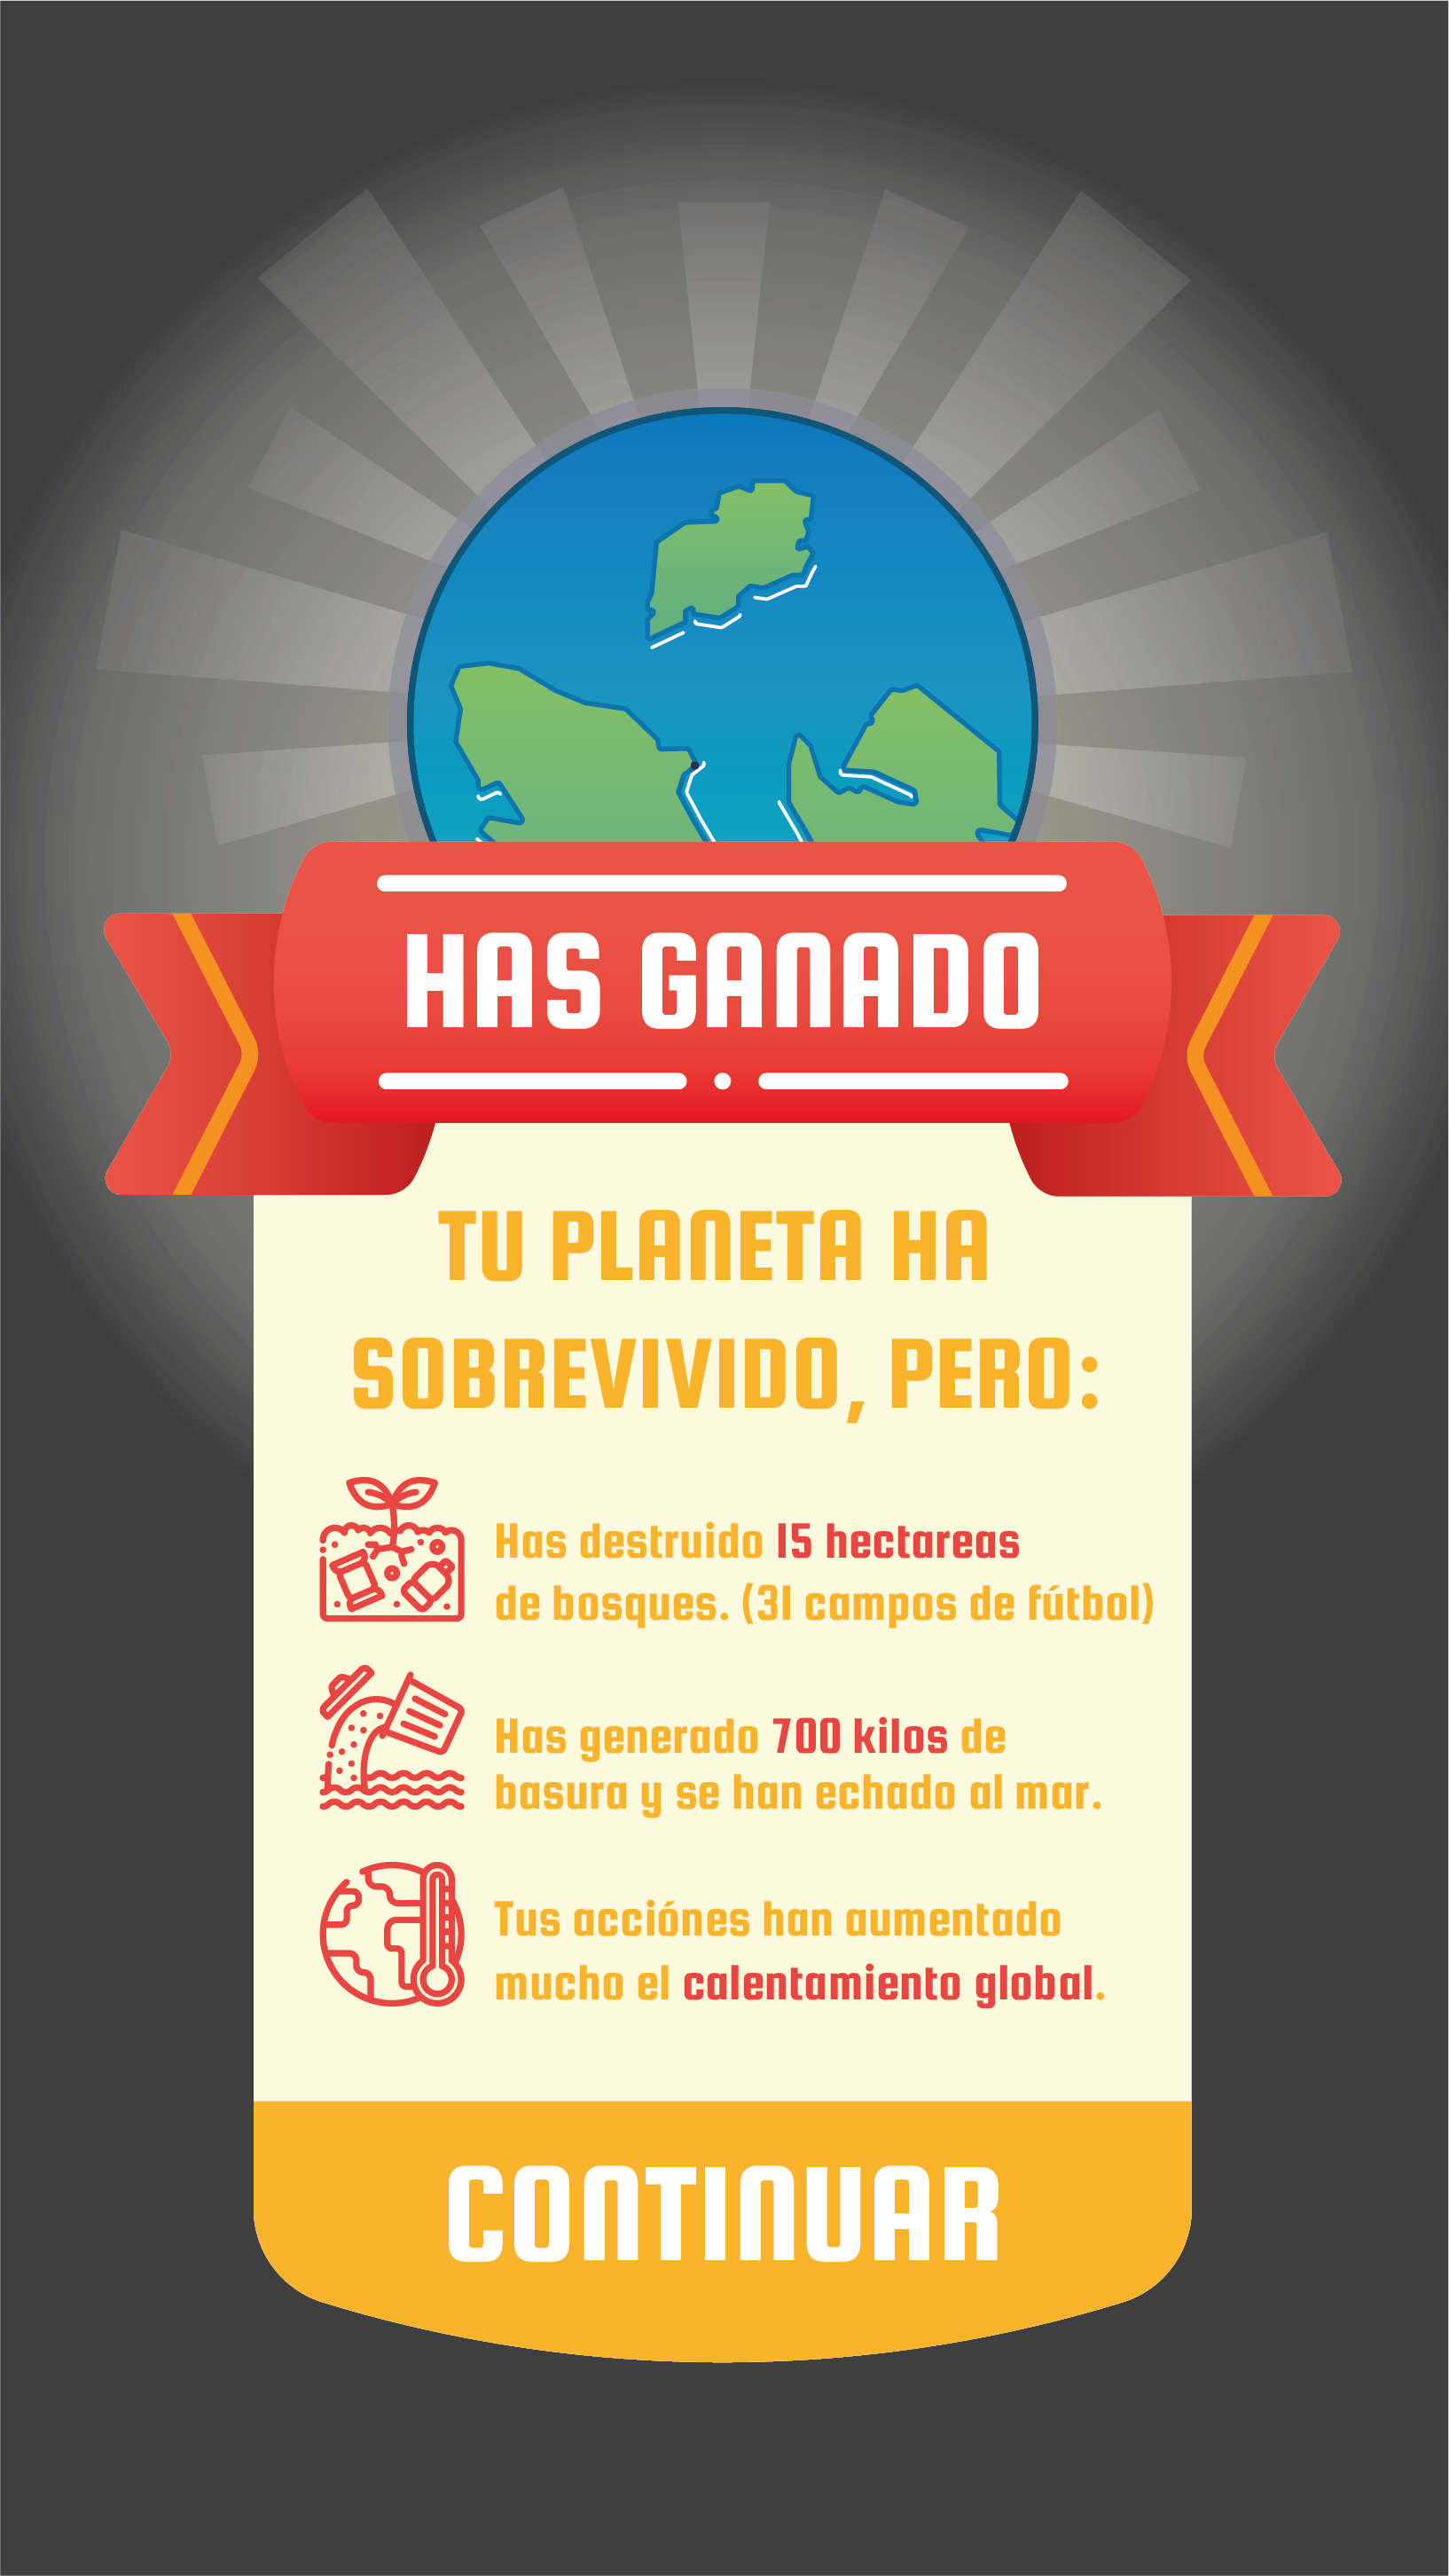 HAS GANADO
TU PLANETA HA
SOBREVIVIDO, PERO:
Has destruido 15 hectareas
de bosques. (31 campos de fútbol)
Has generado 700 kilos de
basura y se han echado al mar.
Tus acciónes han aumentado
mucho el calentamiento global.
CONTINUAR